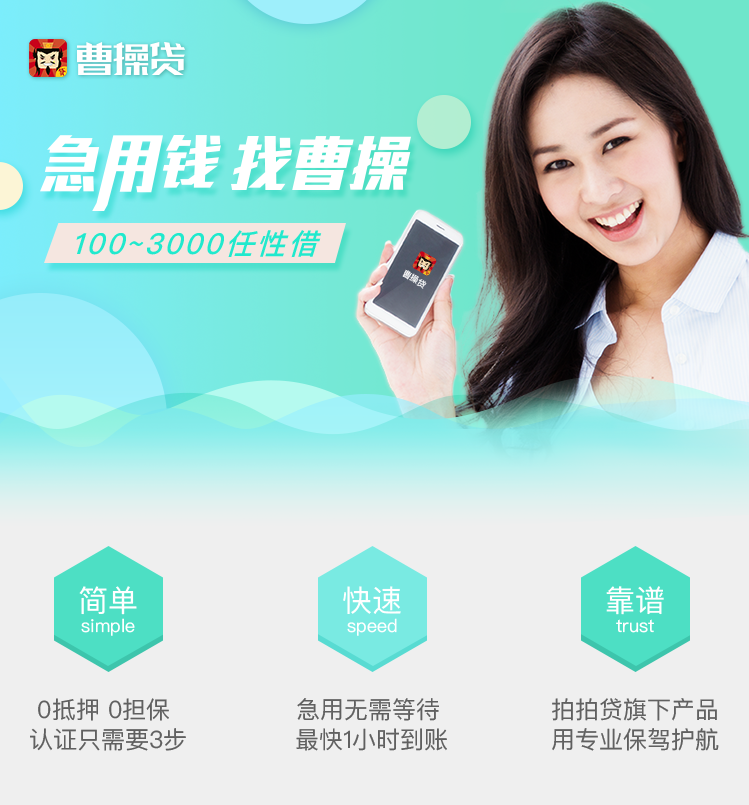 曹操贷
急用钱 找曹操
100~3000任性借
曹操贷
简单
simple
快速
speed
靠谱
trust
0抵押 0担保
认证只需要3步
急用无需等待
最快1小时到账
拍拍贷旗下产品
用专业保驾护航